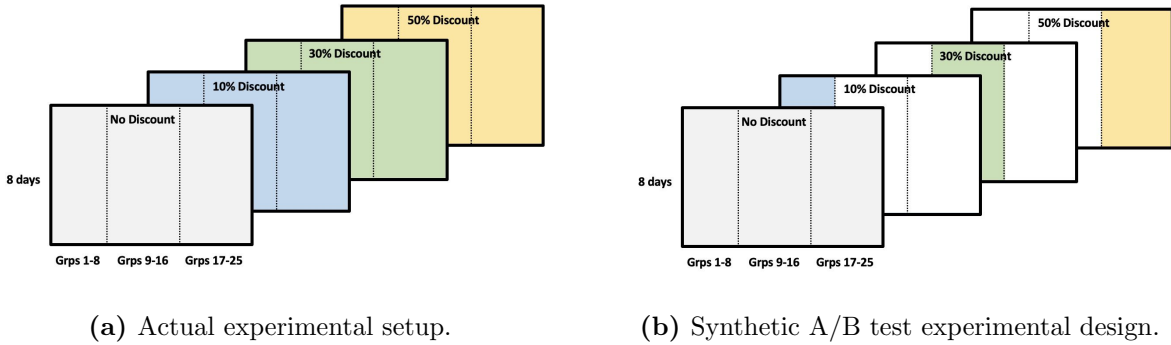 50% Discount
30% Discount
10% Discount
No Discount
8 days
Grps 1-8 Grps 9-16 Grps 17-25
(a) Actual experimental setup.
50% Discount
30% Discount
10% Discount
No Discount
8 days
Grps 1-8 Grps 9-16 Grps 17-25
(b) Synthetic A/B test experimental design.